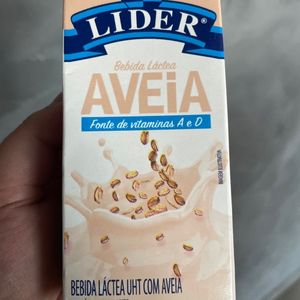 LIDER®
Bebida Láctea
AVEiA
Fonte de vitaminas A e D
BEBIDA LÁCTEA UHT COM AVEIA